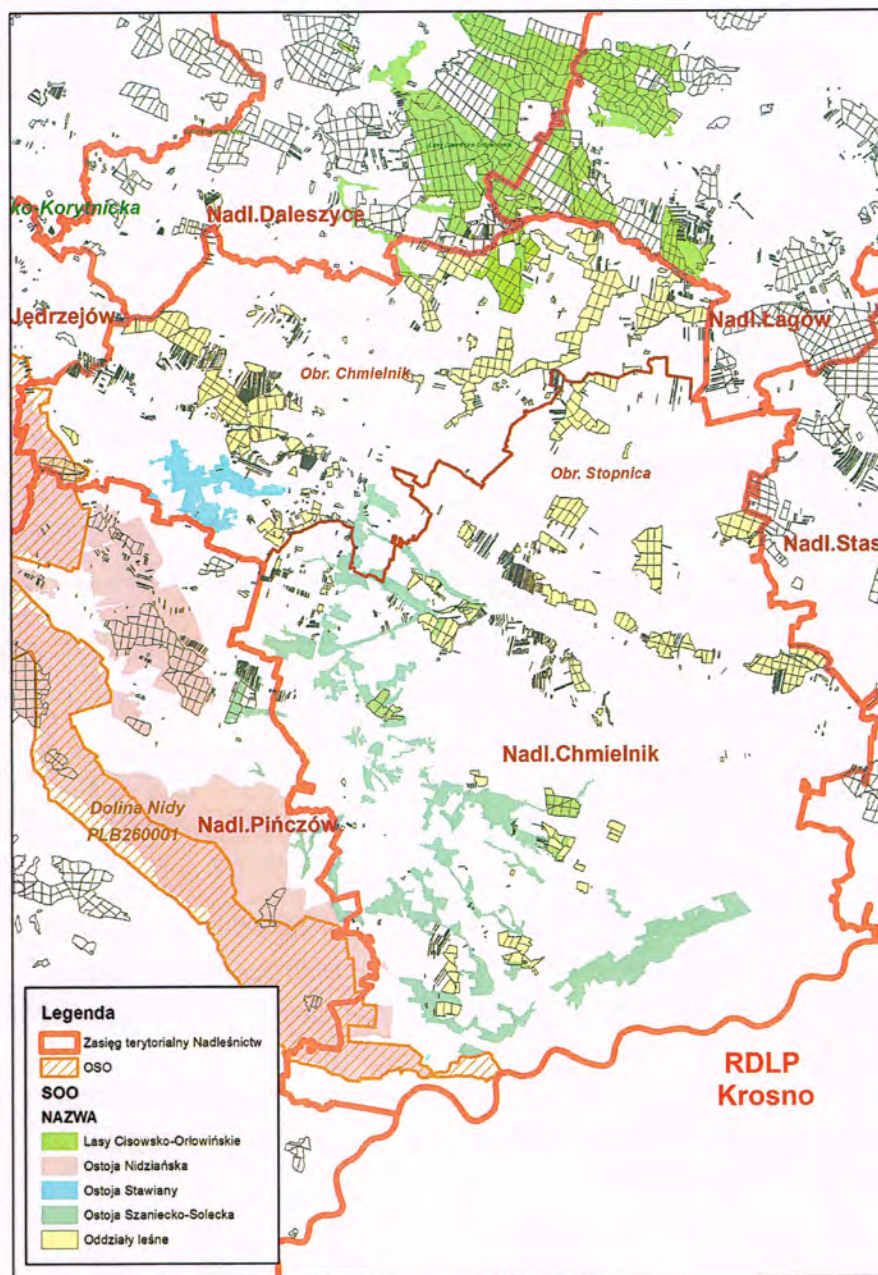 ko-Korytnicka
Nadl.Daleszyce
Jędrzejów
Nadl.Łagów
Obr. Chmielnik
Obr. Stopnica
Nadl.Stas
Nadl.Chmielnik
Dolina Nidy
PLB260001
Nadl.Pińczów
RDLP
Krosno
Legenda
Zasięg terytorialny Nadleśnictw
OSO
SOO
NAZWA
Lasy Cisowsko-Orłowińskie
Ostoja Nidziańska
Ostoja Stawiany
Ostoja Szaniecko-Solecka
Oddziały leśne